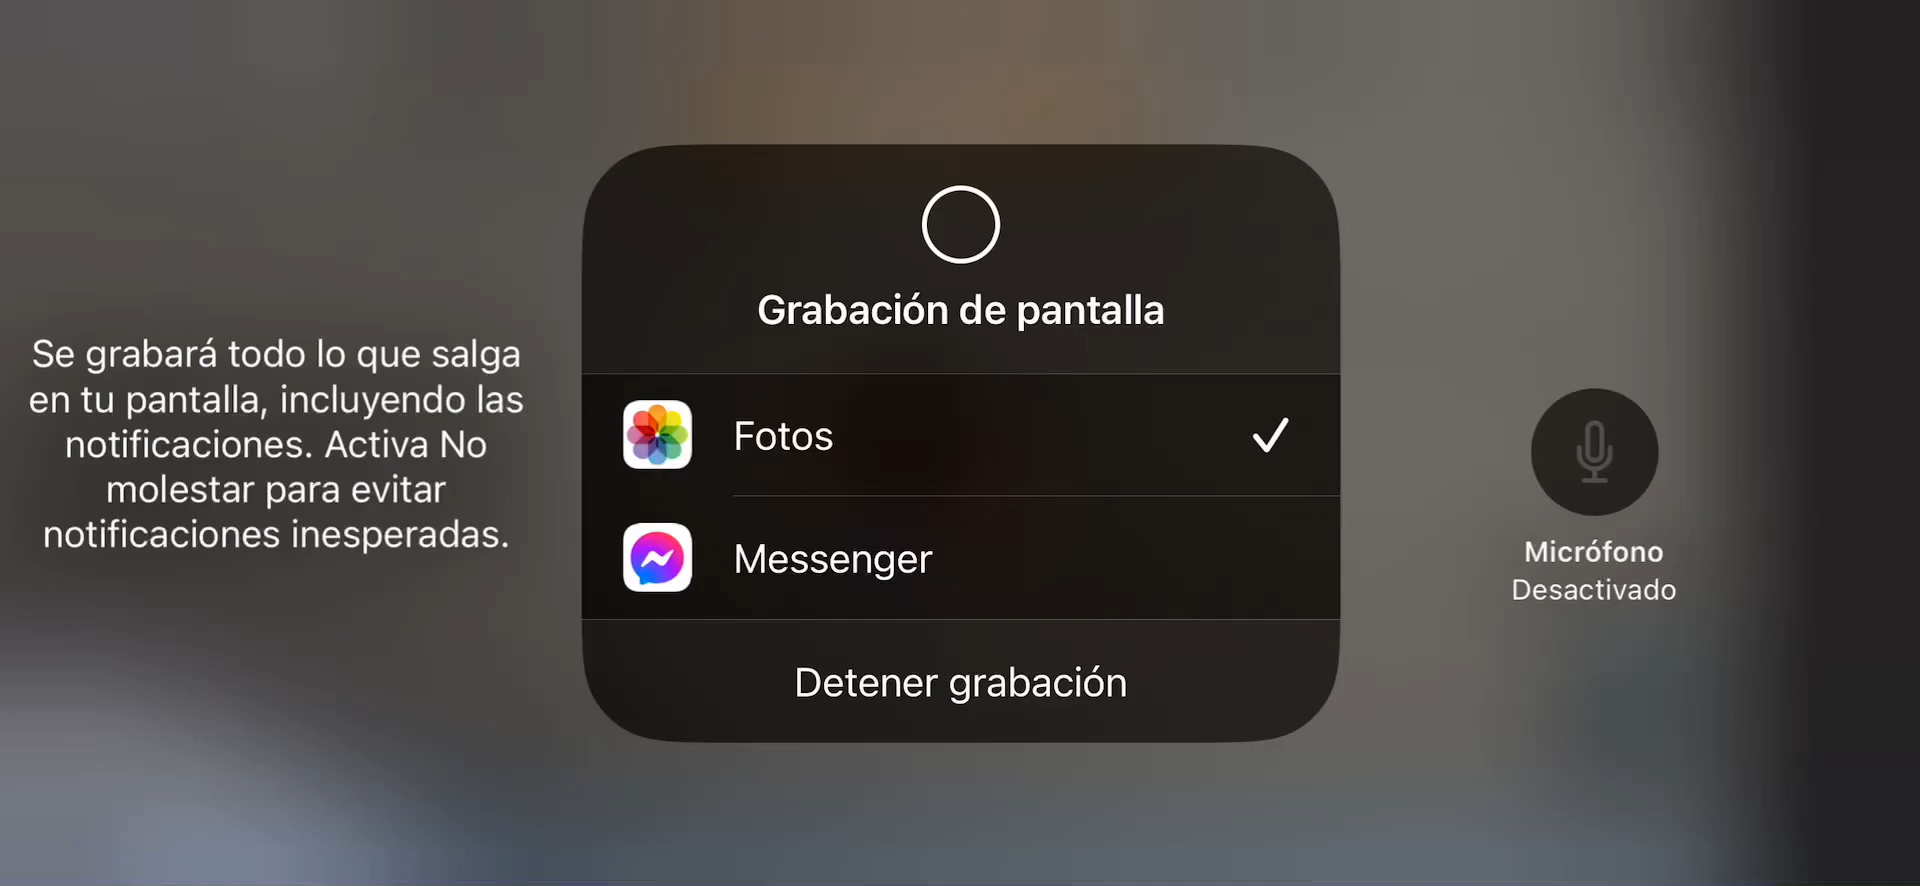 Se grabará todo lo que salga
en tu pantalla, incluyendo las
notificaciones. Activa No
molestar para evitar
notificaciones inesperadas.
Grabación de pantalla
Fotos
Messenger
Detener grabación
Micrófono
Desactivado